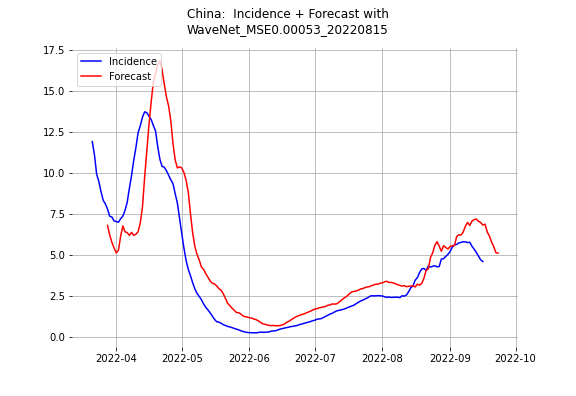 China:  Incidence + Forecast with
WaveNet_MSE0.00053_20220815
17.5
15.0
12.5
10.0
7.5
5.0
2.5
0.0
Incidence
Forecast
2022-04 2022-05 2022-06 2022-07 2022-08 2022-09 2022-10